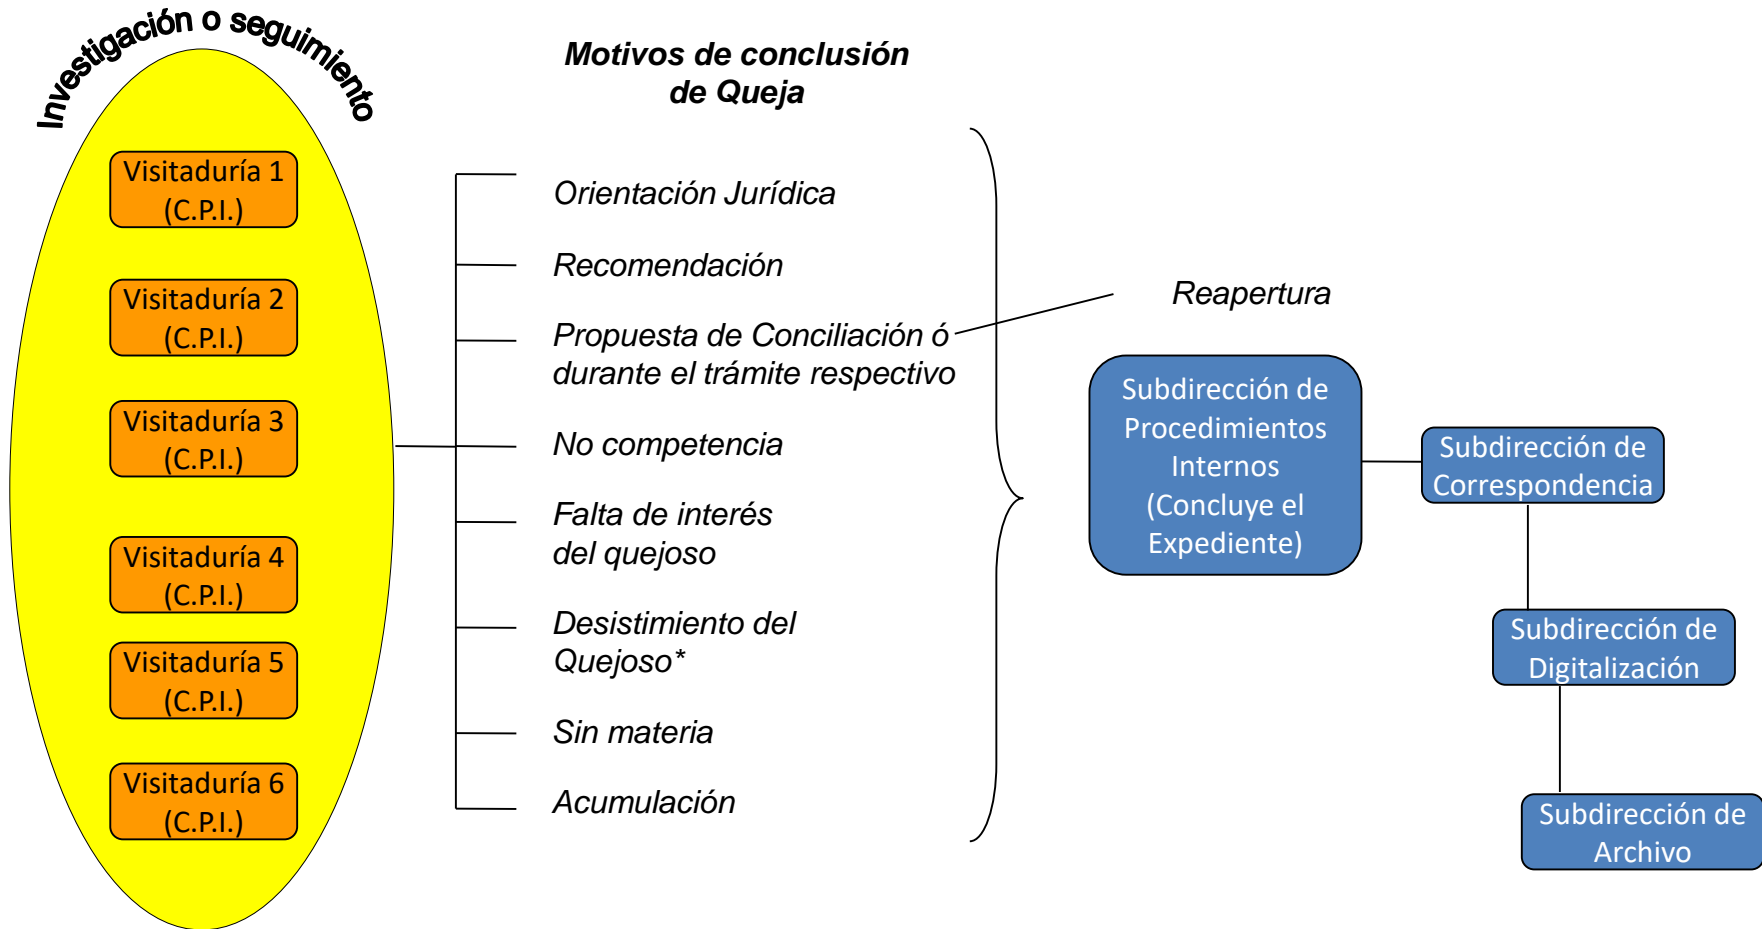 Investigación o seguimiento
Visitaduría 1
(C.P.I.)
Visitaduría 2
(C.P.I.)
Visitaduría 3
(C.P.I.)
Visitaduría 4
(C.P.I.)
Visitaduría 5
(C.P.I.)
Visitaduría 6
(C.P.I.)
Motivos de conclusión
de Queja
Orientación Jurídica
Recomendación
Propuesta de Conciliación ó
durante el trámite respectivo
No competencia
Falta de interés
del quejoso
Desistimiento del
Quejoso*
Sin materia
Acumulación
Reapertura
Subdirección de
Procedimientos
Internos
(Concluye el
Expediente)
Subdirección de
Correspondencia
Subdirección de
Digitalización
Subdirección de
Archivo